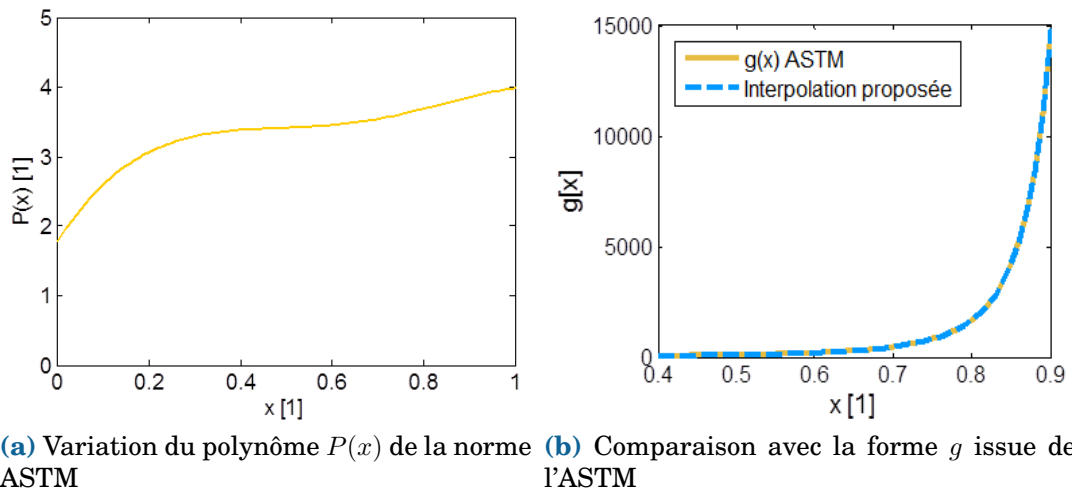 5
4
3
2
1
0
P(x) [1]
0
0.2
0.4
0.6
0.8
1
x [1]
15000
10000
5000
0
g[x]
g(x) ASTM
Interpolation proposée
0.4
0.5
0.6
0.7
0.8
0.9
x [1]
(a) Variation du polynôme P(x) de la norme
ASTM
(b) Comparaison avec la forme g issue de
l'ASTM